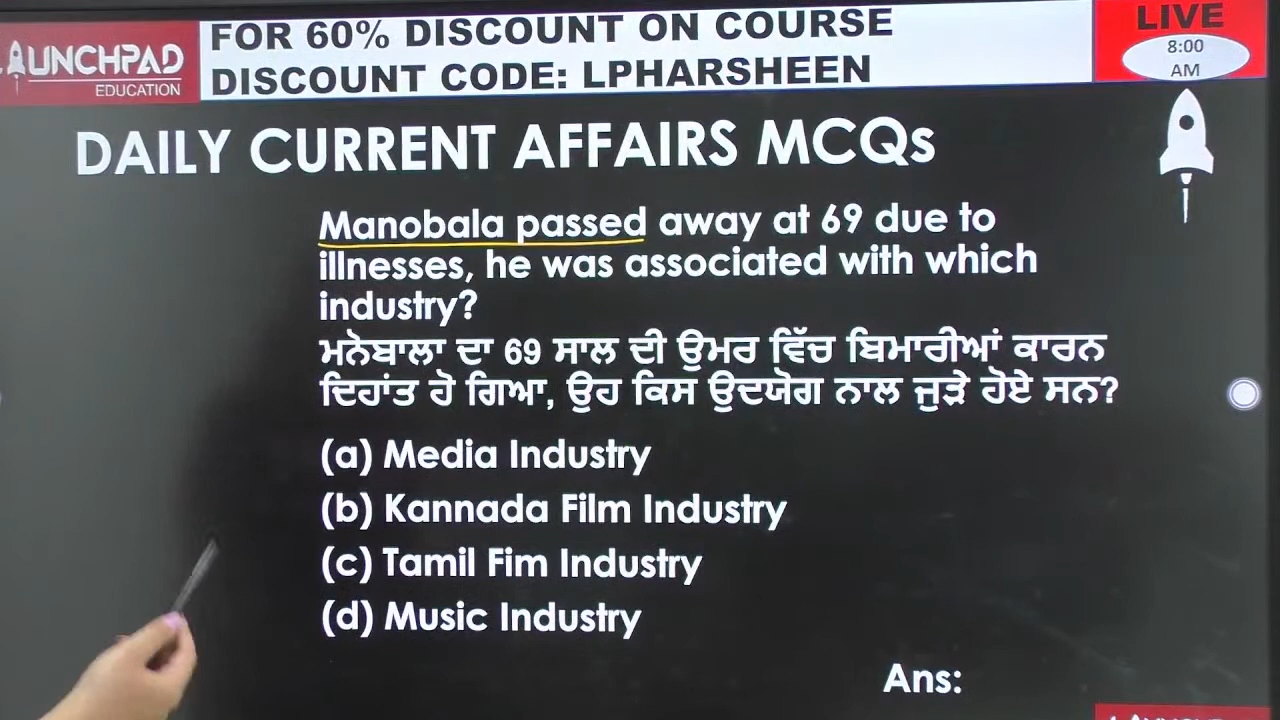 LAUNCHPAD
EDUCATION
FOR 60% DISCOUNT ON COURSE
DISCOUNT CODE: LPHARSHEEN
LIVE
8:00
AM
DAILY CURRENT AFFAIRS MCQs
Manobala passed away at 69 due to
illnesses, he was associated with which
industry?
ਮਨੋਬਾਲਾ ਦਾ 69 ਸਾਲ ਦੀ ਉਮਰ ਵਿੱਚ ਬਿਮਾਰੀਆਂ ਕਾਰਨ
ਦਿਹਾਂਤ ਹੋ ਗਿਆ, ਉਹ ਕਿਸ ਉਦਯੋਗ ਨਾਲ ਜੁੜੇ ਹੋਏ ਸਨ?
(a) Media Industry
(b) Kannada Film Industry
(c) Tamil Fim Industry
(d) Music Industry
Ans: